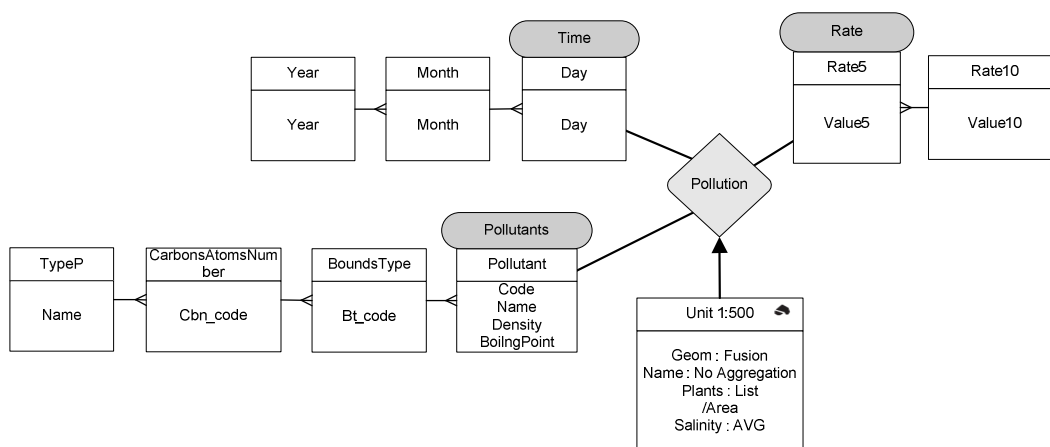 Time
Rate
Year
Month
Day
Rate5
Rate10
Year
Month
Day
Value5
Value10
Pollution
Pollutants
TypeP
CarbonsAtomsNum
ber
BoundsType
Pollutant
Name
Cbn_code
Bt_code
Code
Name
Density
BoilngPoint
Unit 1:500
Geom : Fusion
Name : No Aggregation
Plants : List
/Area
Salinity : AVG